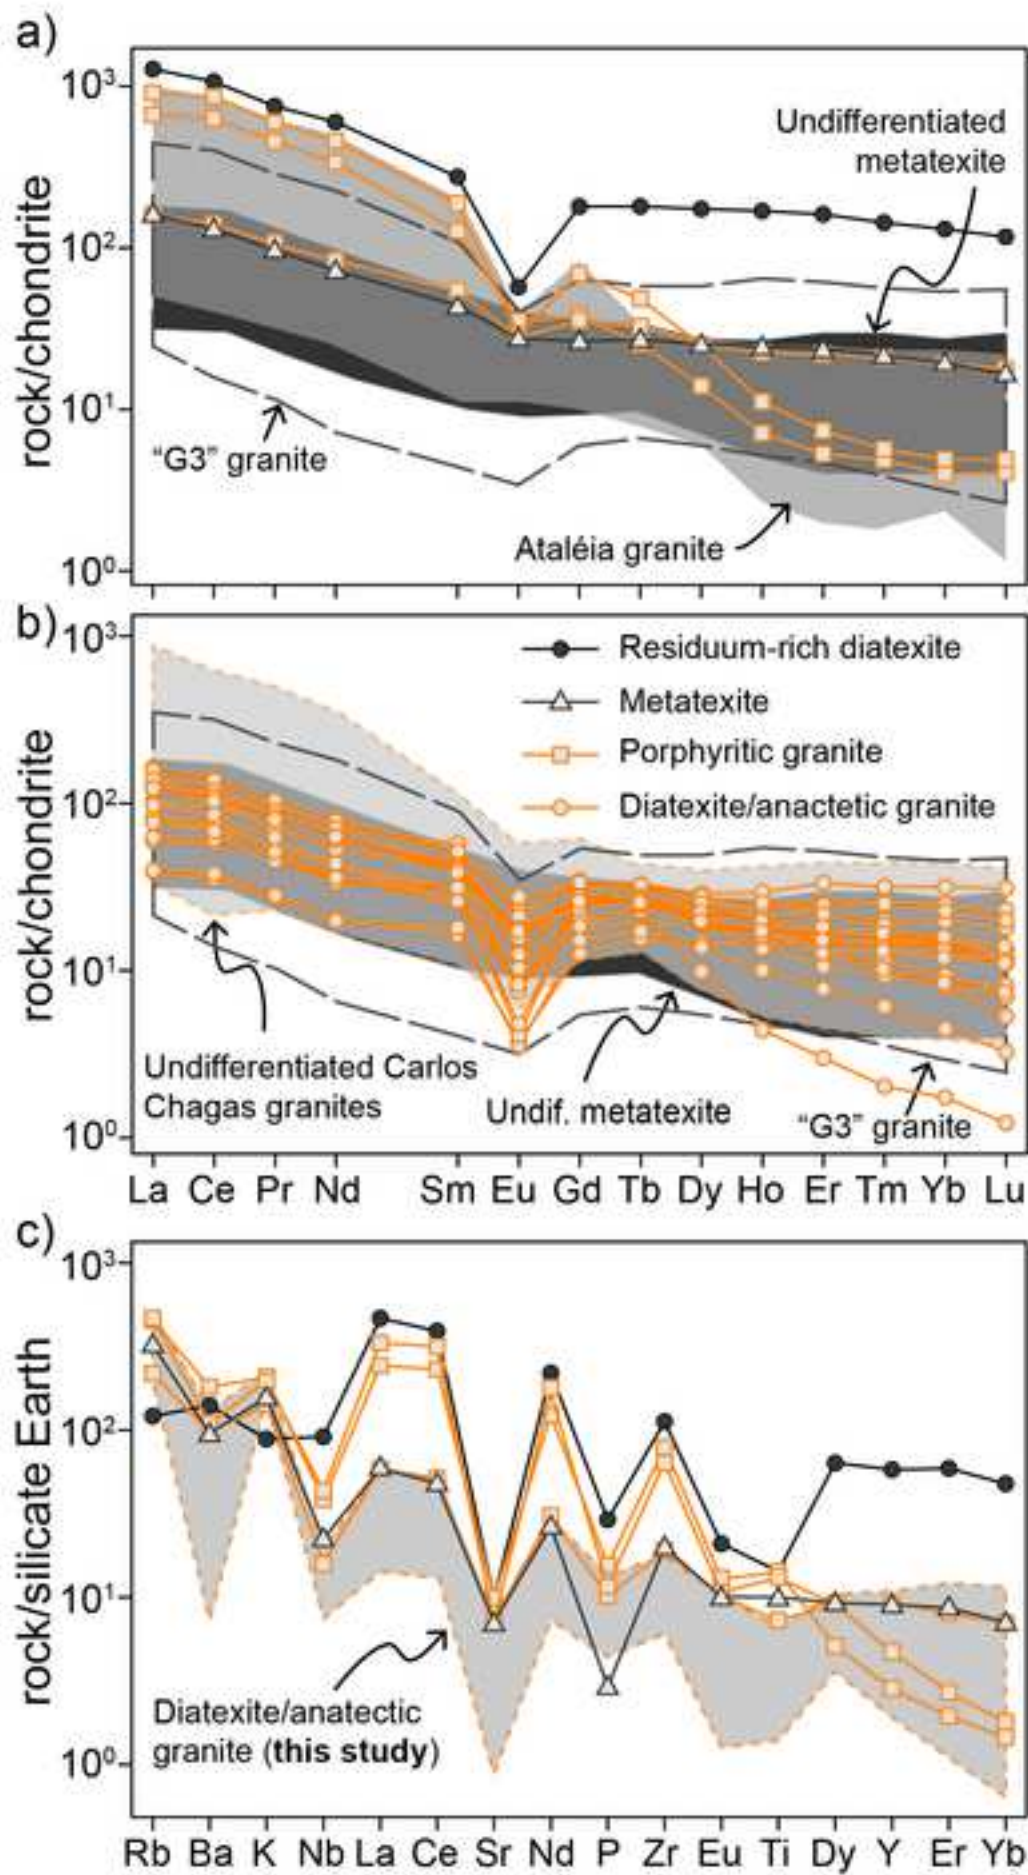 a)
rock/chondrite
10³
10²
10¹
10⁰
Undifferentiated
metatexite
“G3” granite
Ataléia granite
b)
rock/chondrite
10³
10²
10¹
10⁰
Residuum-rich diatexite
Metatexite
Porphyritic granite
Diatexite/anactetic granite
Undifferentiated Carlos
Chagas granites
Undif. metatexite
“G3” granite
La Ce Pr Nd Sm Eu Gd Tb Dy Ho Er Tm Yb Lu
c)
rock/silicate Earth
10³
10²
10¹
10⁰
Diatexite/anatectic
granite (this study)
Rb Ba K Nb La Ce Sr Nd P Zr Eu Ti Dy Y Er Yb